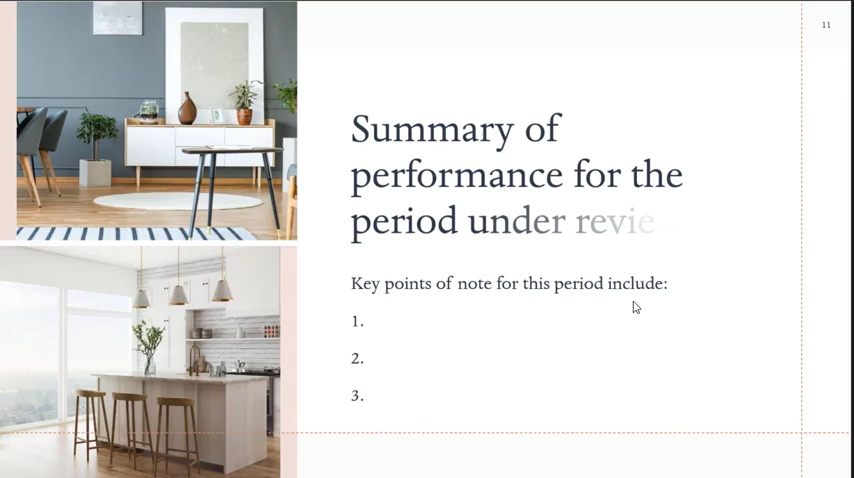 11
Summary of
performance for the
period under revie
Key points of note for this period include:
1.
2.
3.